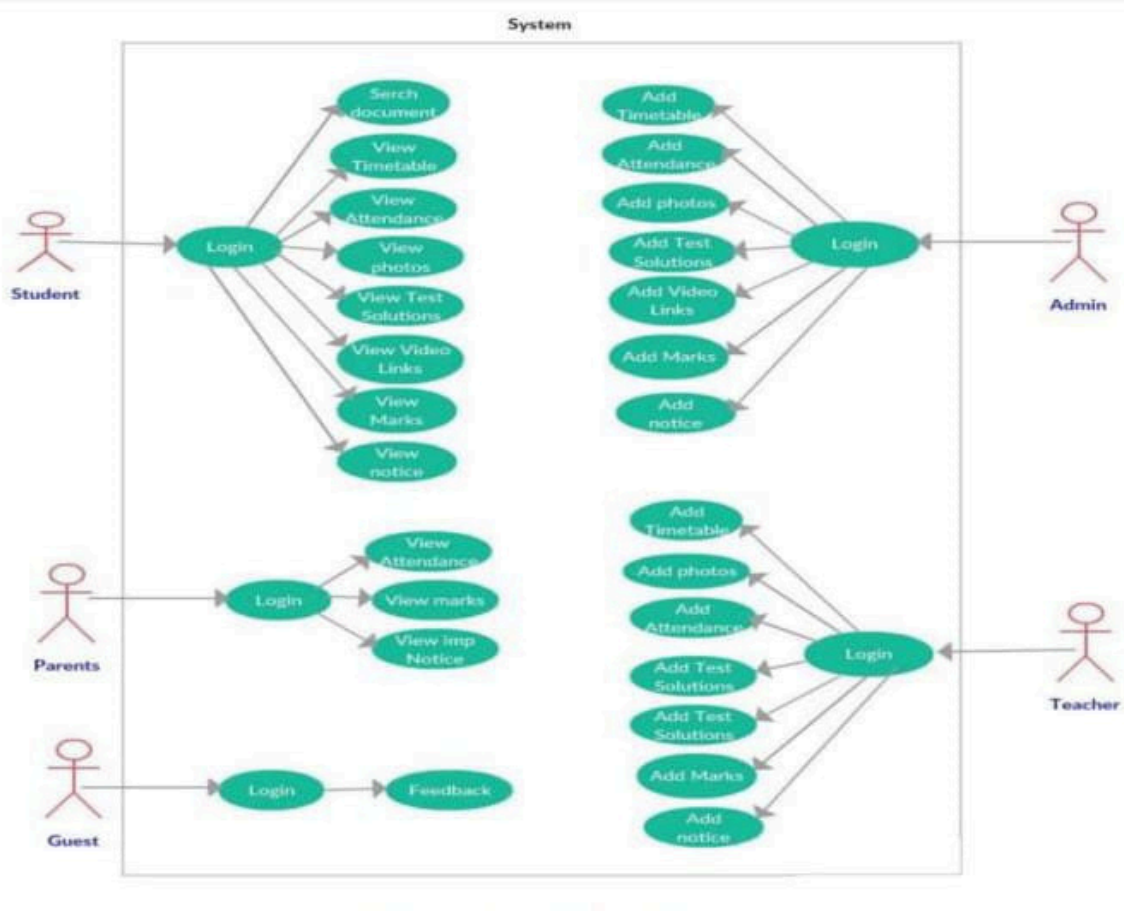 System
Serch
document
View
Timetable
View
Attendance
View
photos
View Test
Solutions
View Video
Links
View
Marks
View
notice
Login
Student
Add
Timetable
Add
Attendance
Add photos
Add Test
Solutions
Add Video
Links
Add Marks
Add
notice
Login
Admin
View
Attendance
View marks
View imp
Notice
Login
Parents
Login
Feedback
Guest
Add
Timetable
Add photos
Add
Attendance
Add Test
Solutions
Add Test
Solutions
Add Marks
Add
notice
Login
Teacher